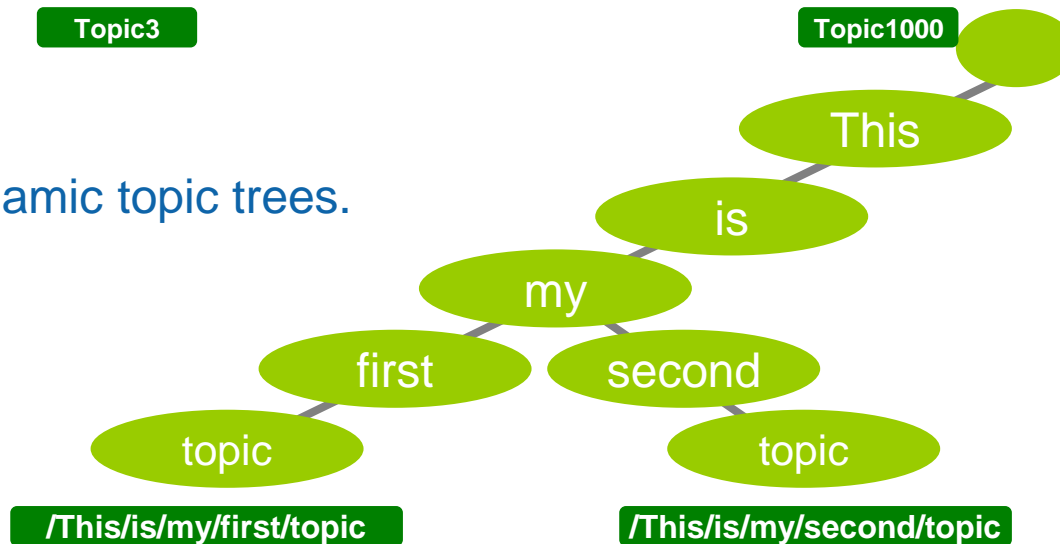 Topic3 Topic1000
This
amic topic trees.
is
my
first second
topic topic
/This/is/my/first/topic /This/is/my/second/topic